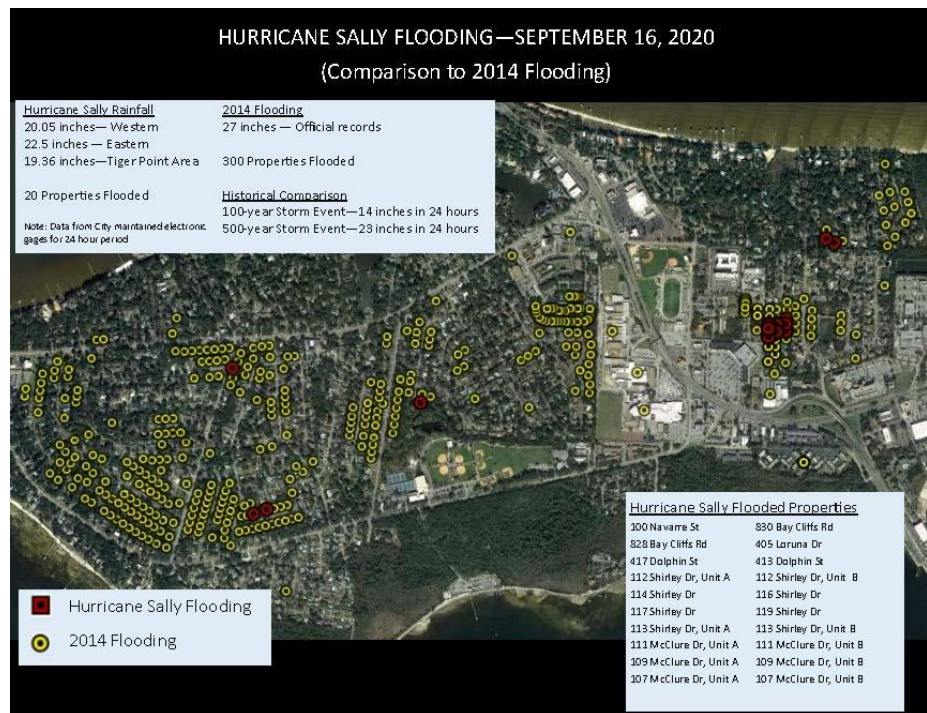 HURRICANE SALLY FLOODING—SEPTEMBER 16, 2020
(Comparison to 2014 Flooding)
Hurricane Sally Rainfall
20.05 inches— Western
22.5 inches — Eastern
19.36 inches—Tiger Point Area
20 Properties Flooded
Note: Data from City maintained electronic
gages for 24 hour period
2014 Flooding
27 inches — Official records
300 Properties Flooded
Historical Comparison
100-year Storm Event—14 inches in 24 hours
500-year Storm Event—23 inches in 24 hours
Hurricane Sally Flooding
2014 Flooding
Hurricane Sally Flooded Properties
100 Navarre St 830 Bay Cliffs Rd
828 Bay Cliffs Rd 405 Loruna Dr
417 Dolphin St 413 Dolphin St
112 Shirley Dr, Unit A 112 Shirley Dr, Unit B
114 Shirley Dr 116 Shirley Dr
117 Shirley Dr 119 Shirley Dr
113 Shirley Dr, Unit A 113 Shirley Dr, Unit B
111 McClure Dr, Unit A 111 McClure Dr, Unit B
109 McClure Dr, Unit A 109 McClure Dr, Unit B
107 McClure Dr, Unit A 107 McClure Dr, Unit B